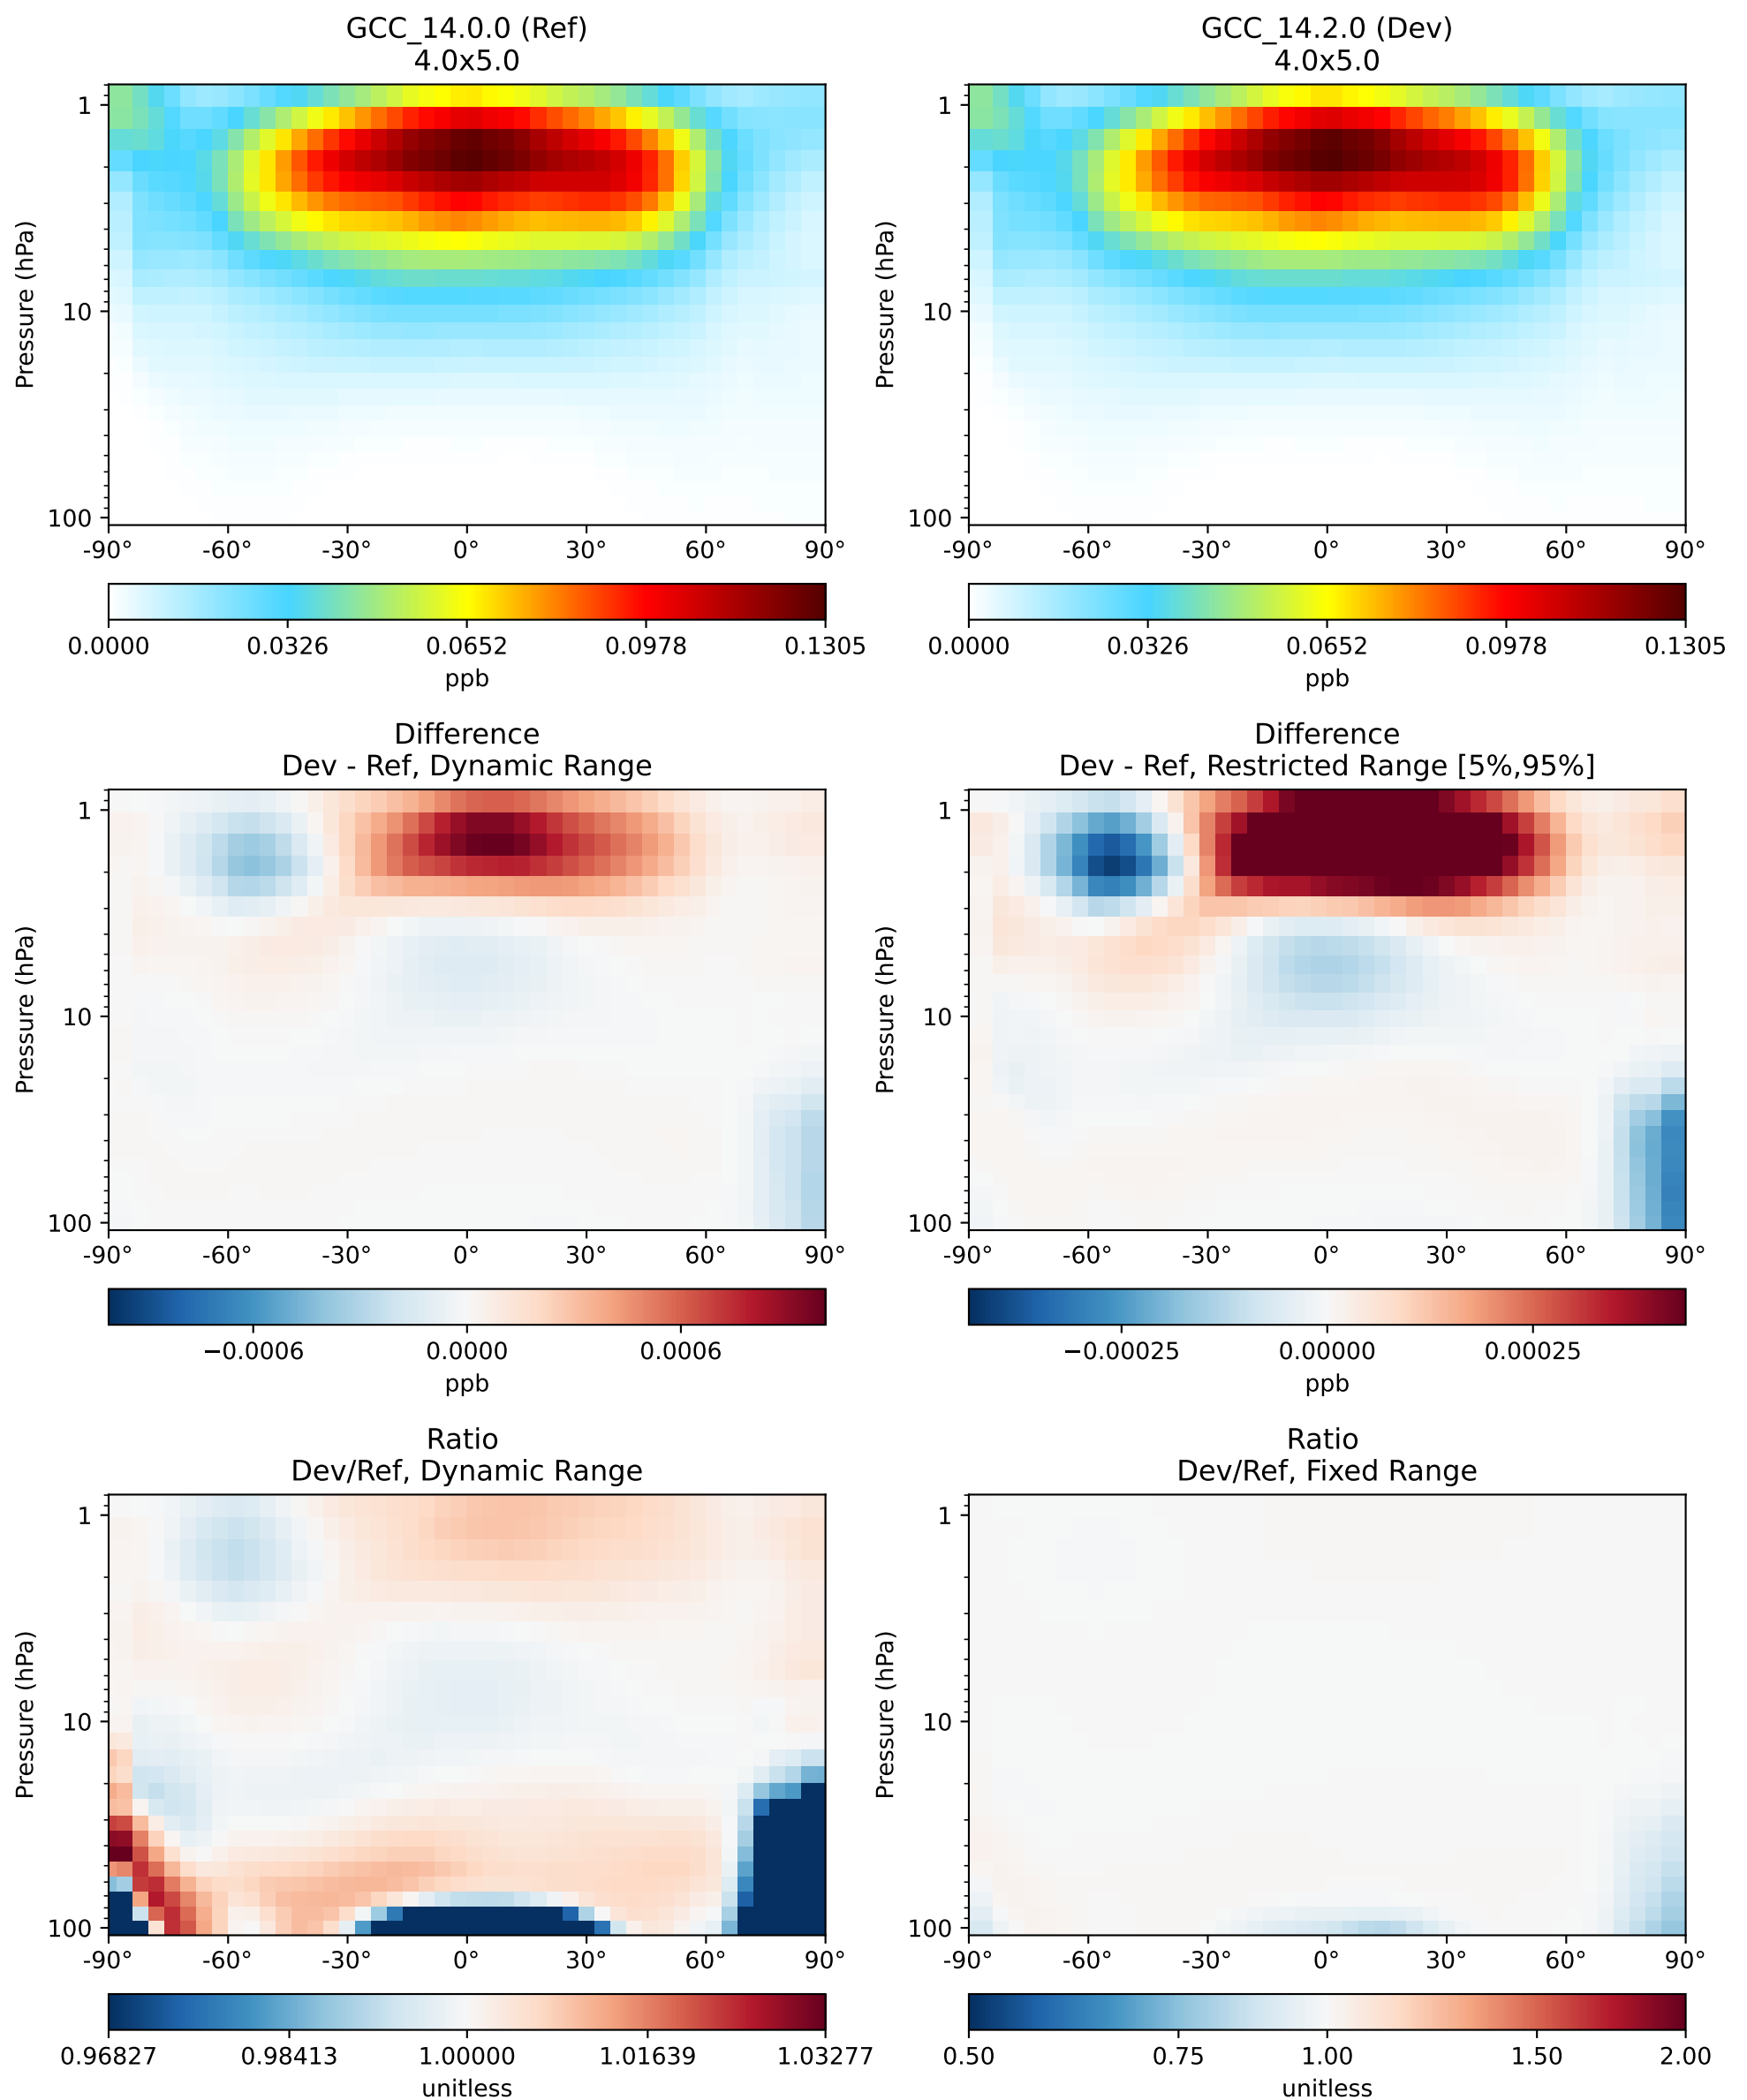 GCC_14.0.0 (Ref)
4.0x5.0
1
10
100
Pressure (hPa)
-90° -60° -30° 0° 30° 60° 90°
0.0000 0.0326 0.0652 0.0978 0.1305
ppb
GCC_14.2.0 (Dev)
4.0x5.0
1
10
100
Pressure (hPa)
-90° -60° -30° 0° 30° 60° 90°
0.0000 0.0326 0.0652 0.0978 0.1305
ppb
Difference
Dev - Ref, Dynamic Range
1
10
100
Pressure (hPa)
-90° -60° -30° 0° 30° 60° 90°
−0.0006 0.0000 0.0006
ppb
Difference
Dev - Ref, Restricted Range [5%,95%]
1
10
100
Pressure (hPa)
-90° -60° -30° 0° 30° 60° 90°
−0.00025 0.00000 0.00025
ppb
Ratio
Dev/Ref, Dynamic Range
1
10
100
Pressure (hPa)
-90° -60° -30° 0° 30° 60° 90°
0.96827 0.98413 1.00000 1.01639 1.03277
unitless
Ratio
Dev/Ref, Fixed Range
1
10
100
Pressure (hPa)
-90° -60° -30° 0° 30° 60° 90°
0.50 0.75 1.00 1.50 2.00
unitless